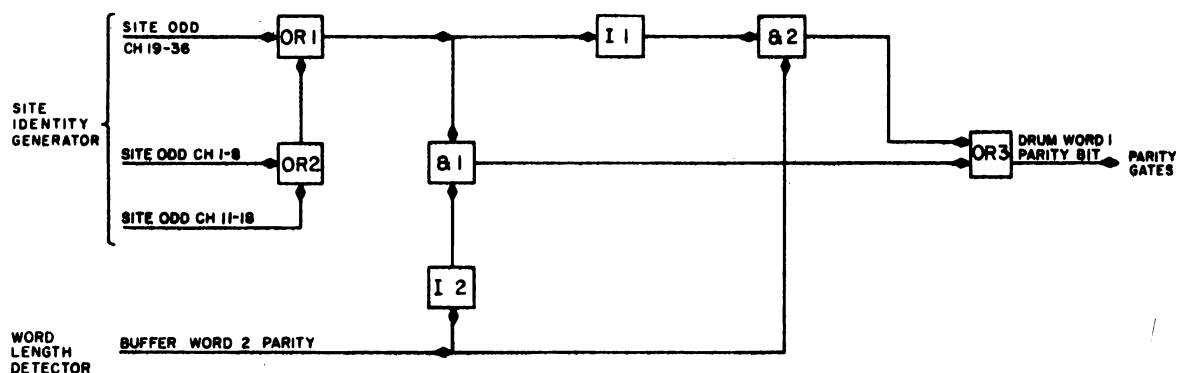 SITE ODD
CH 19-36
OR 1
I 1
& 2
SITE
IDENTITY
GENERATOR
SITE ODD CH 1-8
OR2
& 1
OR3
DRUM WORD 1
PARITY BIT
PARITY
GATES
SITE ODD CH 11-18
I 2
WORD
LENGTH
DETECTOR
BUFFER WORD 2 PARITY